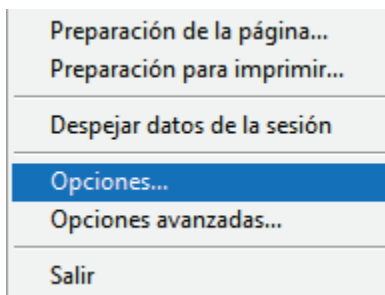 Preparación de la página...
Preparación para imprimir...
Despejar datos de la sesión
Opciones...
Opciones avanzadas...
Salir